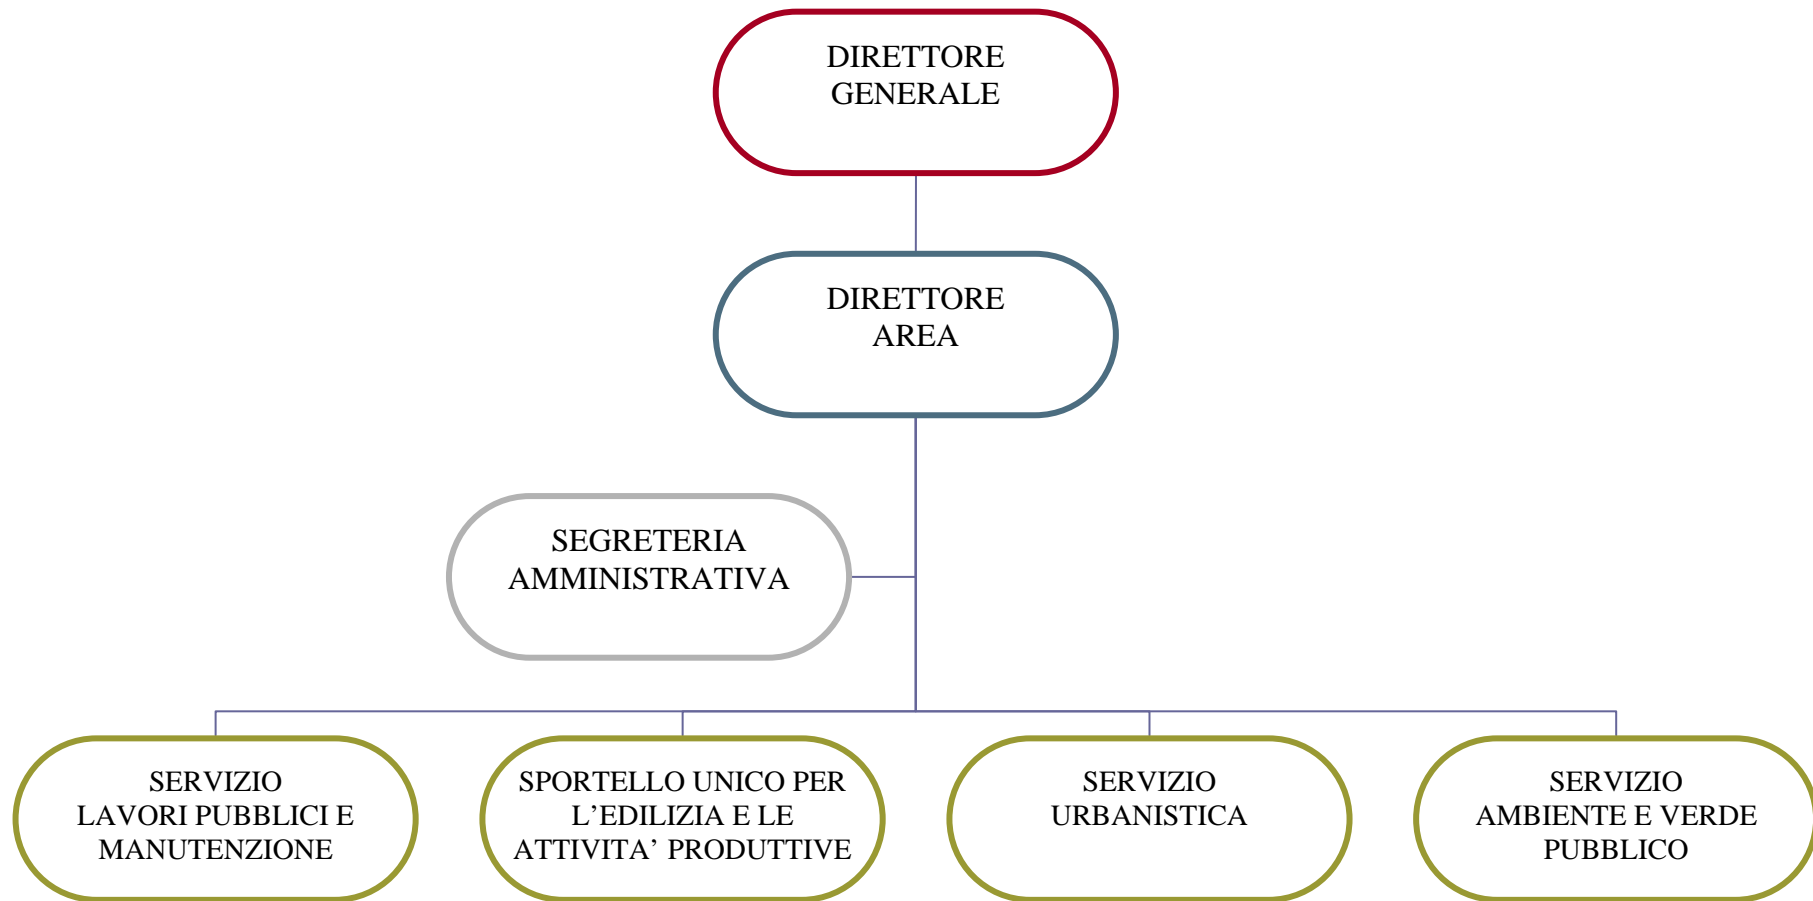 DIRETTORE
GENERALE
DIRETTORE
AREA
SEGRETERIA
AMMINISTRATIVA
SERVIZIO
LAVORI PUBBLICI E
MANUTENZIONE
SPORTELLO UNICO PER
L’EDILIZIA E LE
ATTIVITA’ PRODUTTIVE
SERVIZIO
URBANISTICA
SERVIZIO
AMBIENTE E VERDE
PUBBLICO